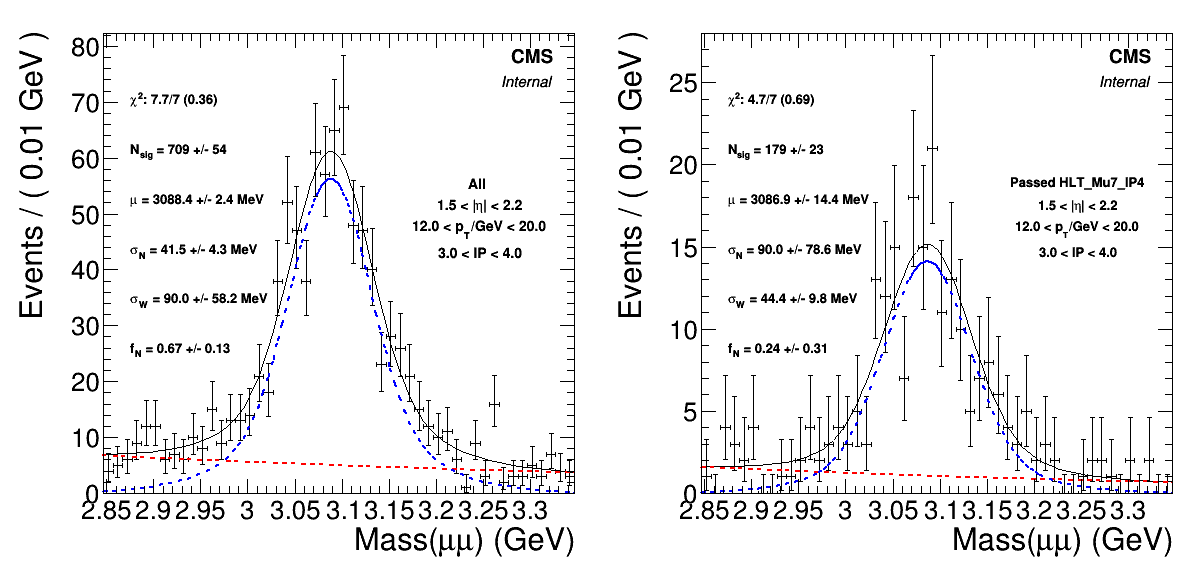 CMS
Internal
χ²: 7.7/7 (0.36)
N_sig = 709 +/- 54
μ = 3088.4 +/- 2.4 MeV
σ_N = 41.5 +/- 4.3 MeV
σ_W = 90.0 +/- 58.2 MeV
f_N = 0.67 +/- 0.13
All
1.5 < |η| < 2.2
12.0 < p_T/GeV < 20.0
3.0 < IP < 4.0
Events / ( 0.01 GeV )
80
70
60
50
40
30
20
10
0
2.85 2.9 2.95 3 3.05 3.1 3.15 3.2 3.25 3.3
Mass(μμ) (GeV)
CMS
Internal
χ²: 4.7/7 (0.69)
N_sig = 179 +/- 23
μ = 3086.9 +/- 14.4 MeV
σ_N = 90.0 +/- 78.6 MeV
σ_W = 44.4 +/- 9.8 MeV
f_N = 0.24 +/- 0.31
Passed HLT_Mu7_IP4
1.5 < |η| < 2.2
12.0 < p_T/GeV < 20.0
3.0 < IP < 4.0
Events / ( 0.01 GeV )
25
20
15
10
5
0
2.85 2.9 2.95 3 3.05 3.1 3.15 3.2 3.25 3.3
Mass(μμ) (GeV)